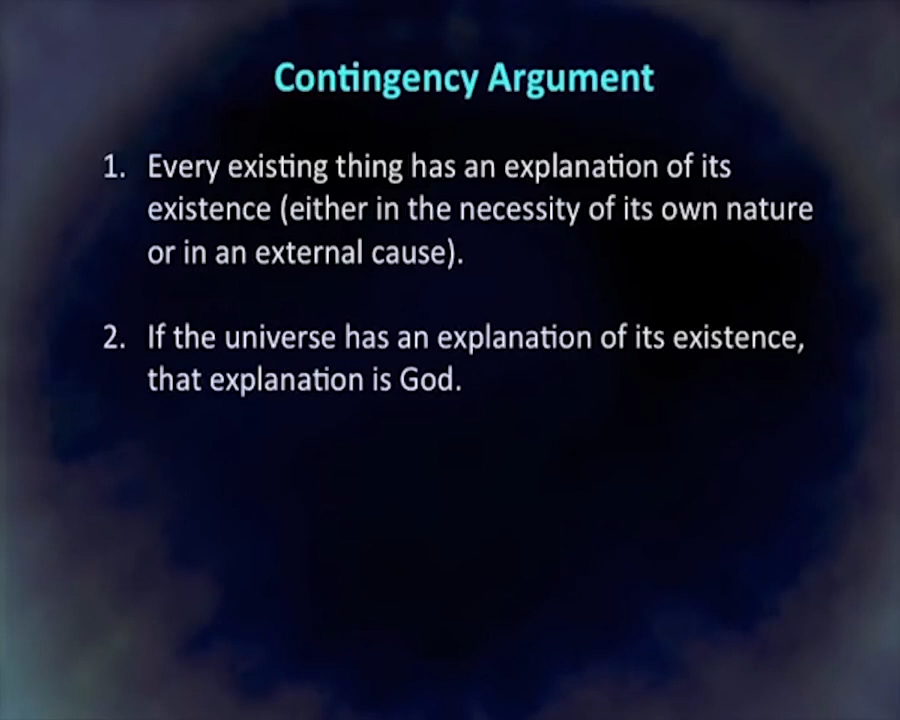 Contingency Argument
1. Every existing thing has an explanation of its
existence (either in the necessity of its own nature
or in an external cause).
2. If the universe has an explanation of its existence,
that explanation is God.